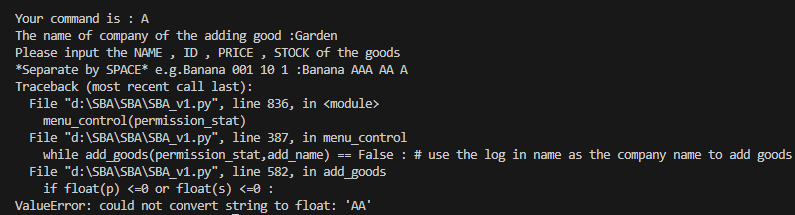 Your command is : A
The name of company of the adding good :Garden
Please input the NAME , ID , PRICE , STOCK of the goods
*Separate by SPACE* e.g.Banana 001 10 1 :Banana AAA AA A
Traceback (most recent call last):
  File "d:\SBA\SBA\SBA_v1.py", line 836, in <module>
    menu_control(permission_stat)
  File "d:\SBA\SBA\SBA_v1.py", line 387, in menu_control
    while add_goods(permission_stat,add_name) == False : # use the log in name as the company name to add goods
  File "d:\SBA\SBA\SBA_v1.py", line 582, in add_goods
    if float(p) <=0 or float(s) <=0 :
ValueError: could not convert string to float: 'AA'